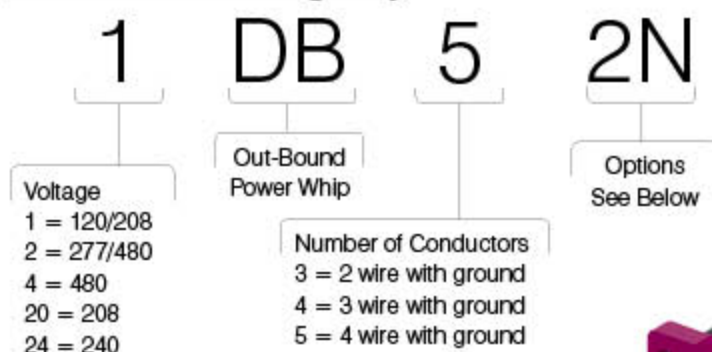 1 DB 5 2N
Out-Bound
Power Whip
Options
See Below
Voltage
1 = 120/208
2 = 277/480
4 = 480
20 = 208
24 = 240
Number of Conductors
3 = 2 wire with ground
4 = 3 wire with ground
5 = 4 wire with ground